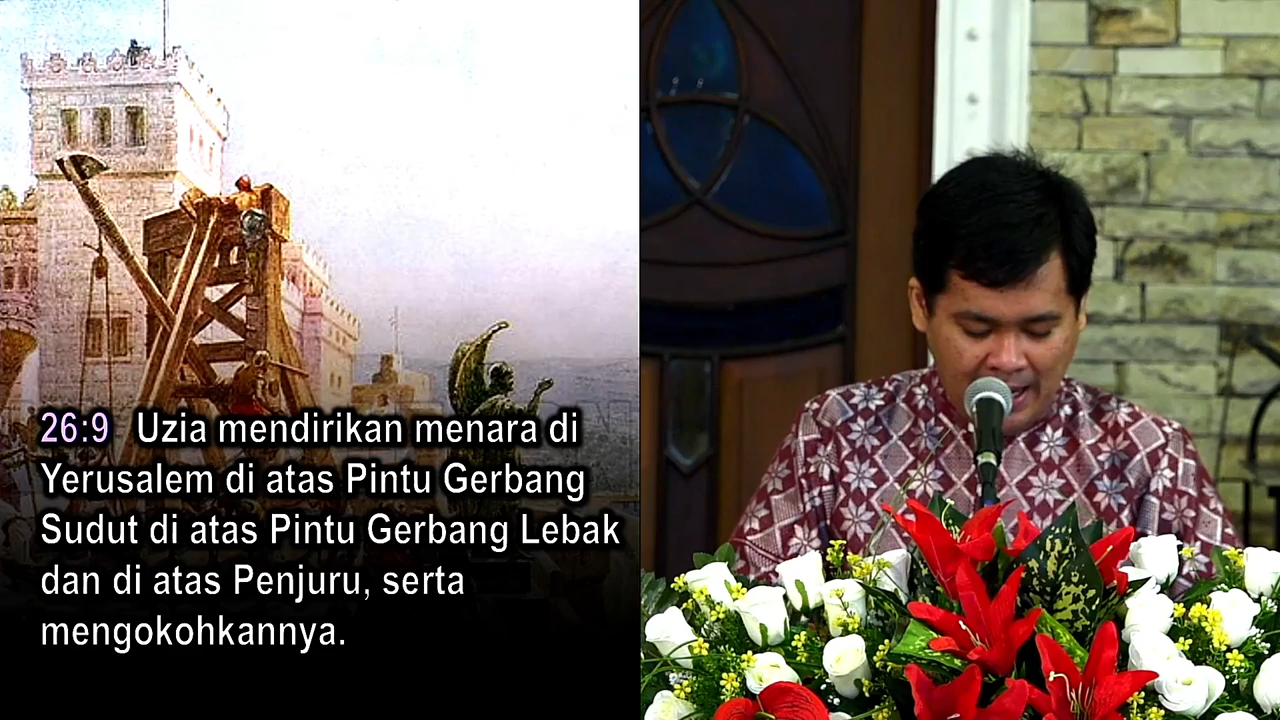 26:9 Uzia mendirikan menara di
Yerusalem di atas Pintu Gerbang
Sudut di atas Pintu Gerbang Lebak
dan di atas Penjuru, serta
mengokohkannya.